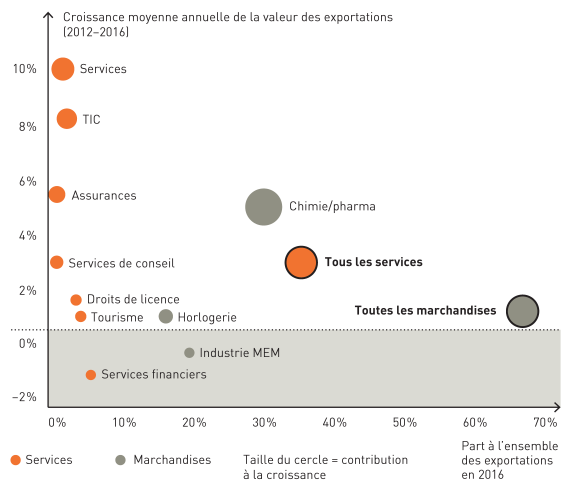 Croissance moyenne annuelle de la valeur des exportations
(2012–2016)
10%
Services
8%
TIC
6%
Assurances
Chimie/pharma
4%
Services de conseil
Tous les services
2%
Droits de licence
Toutes les marchandises
Tourisme
Horlogerie
0%
Industrie MEM
Services financiers
–2%
0%
10%
20%
30%
40%
50%
60%
70%
Part à l'ensemble
des exportations
en 2016
Services
Marchandises
Taille du cercle = contribution
à la croissance